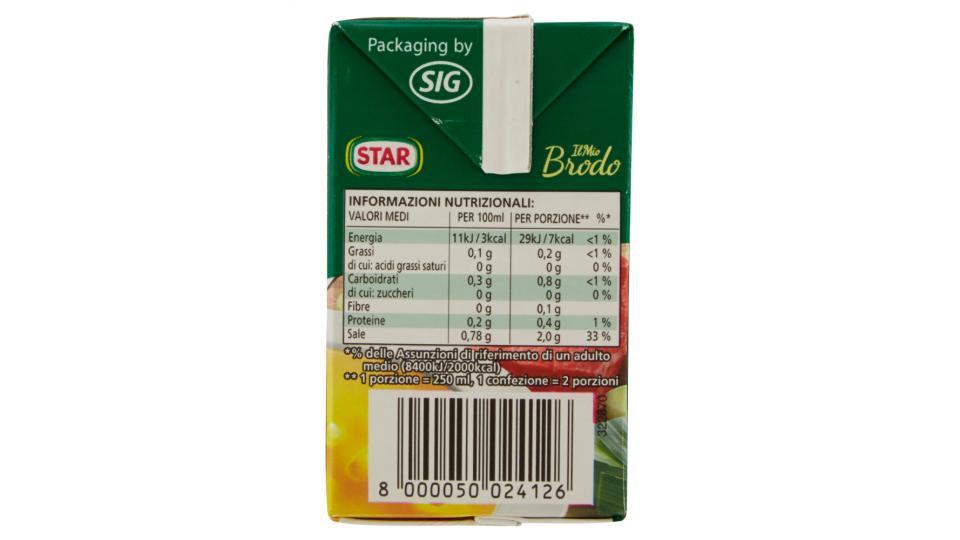 Packaging by
SIG
STAR
Il Mio
Brodo
INFORMAZIONI NUTRIZIONALI:
VALORI MEDI PER 100ml PER PORZIONE** %*
Energia 11kJ/3kcal 29kJ/7kcal <1 %
Grassi 0,1 g 0,2 g <1 %
di cui: acidi grassi saturi 0 g 0 g 0 %
Carboidrati 0,3 g 0,8 g <1 %
di cui: zuccheri 0 g 0 g 0 %
Fibre 0 g 0,1 g
Proteine 0,2 g 0,4 g 1 %
Sale 0,78 g 2,0 g 33 %
*% delle Assunzioni di riferimento di un adulto
medio (8400kJ/2000kcal)
** 1 porzione = 250 ml, 1 confezione = 2 porzioni
322870
8 000050 024126